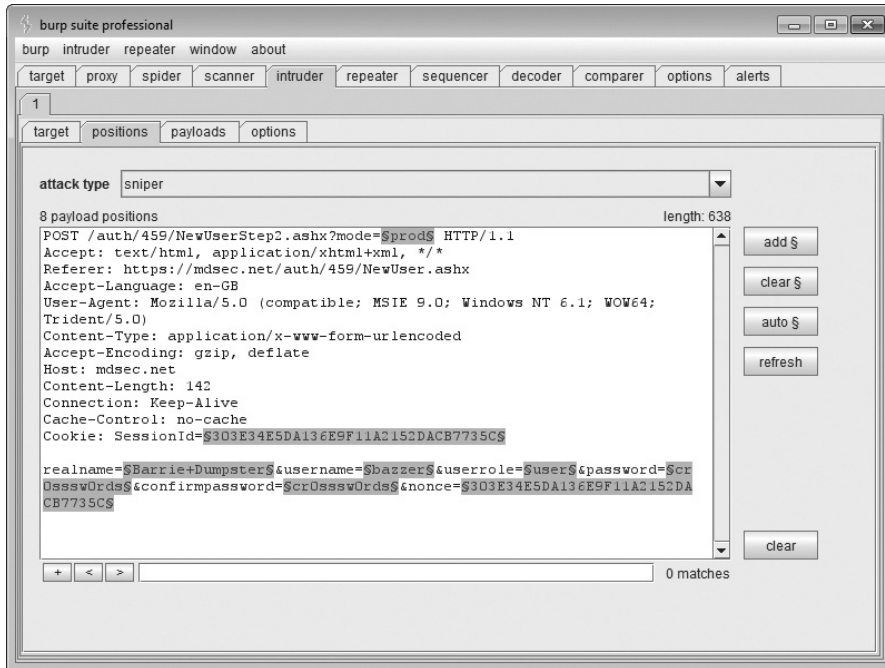 burp suite professional
burp intruder repeater window about
target proxy spider scanner intruder repeater sequencer decoder comparer options alerts
1
target positions payloads options
attack type sniper
8 payload positions length: 638
POST /auth/459/NewUserStep2.ashx?mode=§prod§ HTTP/1.1
Accept: text/html, application/xhtml+xml, */*
Referer: https://mdsec.net/auth/459/NewUser.ashx
Accept-Language: en-GB
User-Agent: Mozilla/5.0 (compatible; MSIE 9.0; Windows NT 6.1; WOW64;
Trident/5.0)
Content-Type: application/x-www-form-urlencoded
Accept-Encoding: gzip, deflate
Host: mdsec.net
Content-Length: 142
Connection: Keep-Alive
Cache-Control: no-cache
Cookie: SessionId=§303E34E5DA136E9F11A2152DACB7735C§
realname=§Barrie+Dumpster§&username=§bazzer§&userrole=§user§&password=§cr
0sssw0rds§&confirmpassword=§cr0sssw0rds§&nonce=§303E34E5DA136E9F11A2152DA
CB7735C§
add §
clear §
auto §
refresh
clear
+ < > 0 matches